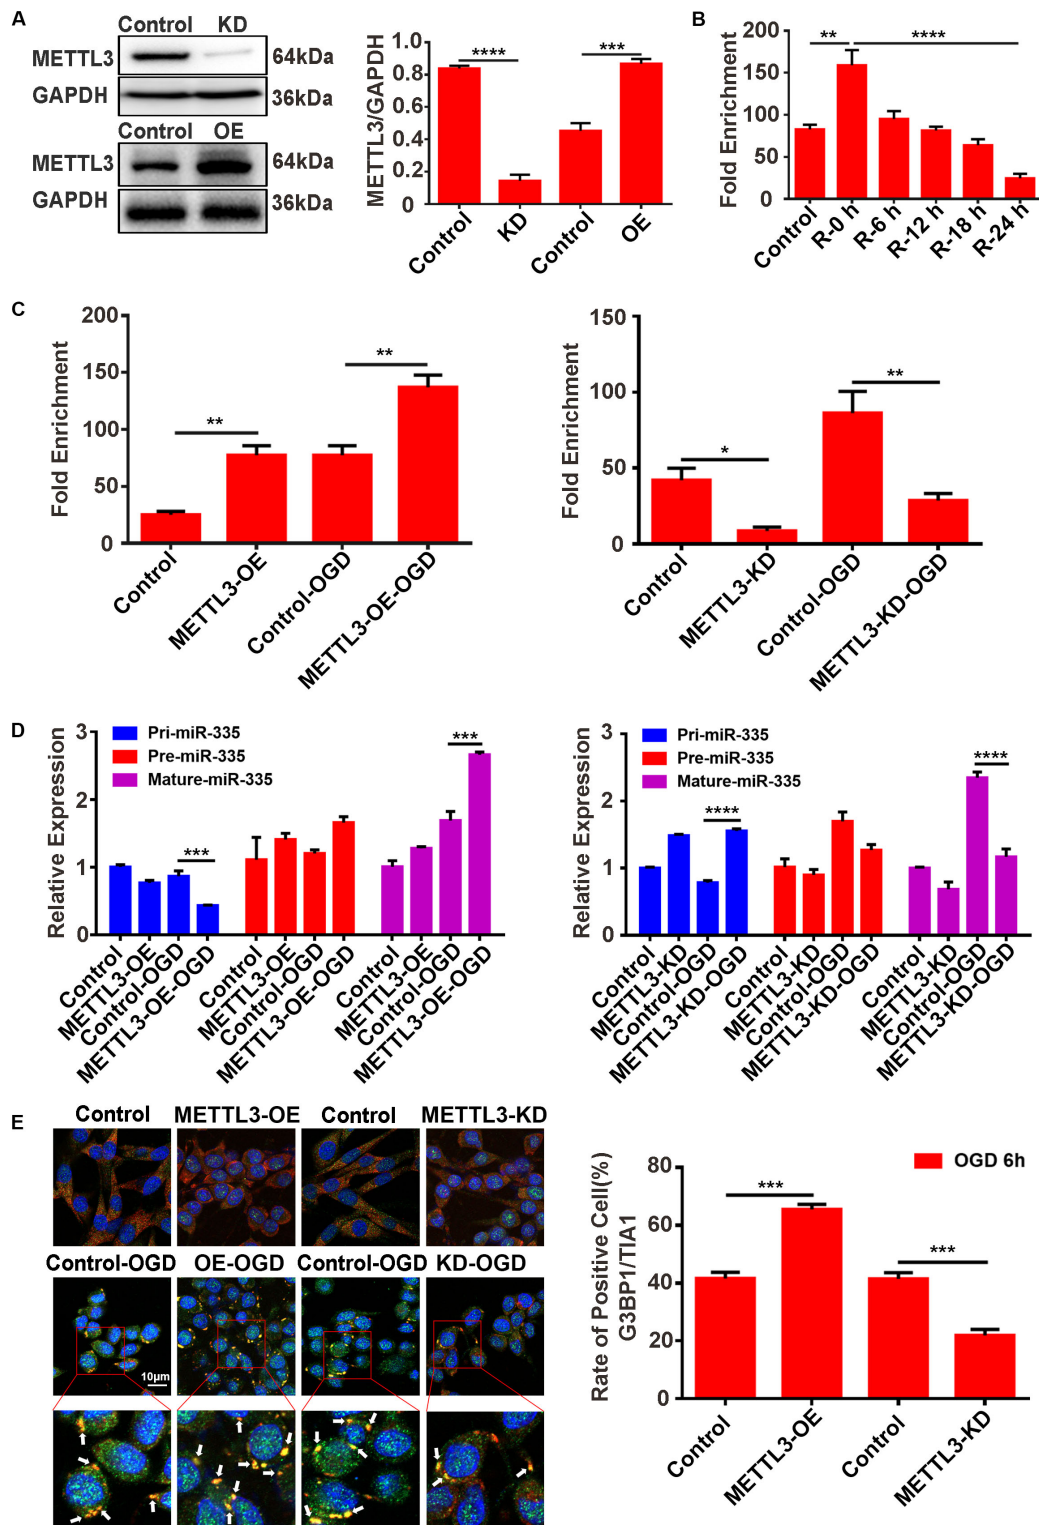 A
Control KD
METTL3 64kDa
GAPDH 36kDa
Control OE
METTL3 64kDa
GAPDH 36kDa
METTL3/GAPDH
1.0
0.8
0.6
0.4
0.2
0
**** ***
Control
KD
Control
OE
B
Fold Enrichment
200
150
100
50
0
** ****
Control
R-0 h
R-6 h
R-12 h
R-18 h
R-24 h
C
Fold Enrichment
200
150
100
50
0
** **
Control
METTL3-OE
Control-OGD
METTL3-OE-OGD
Fold Enrichment
150
100
50
0
* **
Control
METTL3-KD
Control-OGD
METTL3-KD-OGD
D
Relative Expression
3
2
1
0
Pri-miR-335
Pre-miR-335
Mature-miR-335
*** ***
Control
METTL3-OE
Control-OGD
METTL3-OE-OGD
Control
METTL3-OE
Control-OGD
METTL3-OE-OGD
Control
METTL3-OE
Control-OGD
METTL3-OE-OGD
Relative Expression
3
2
1
0
Pri-miR-335
Pre-miR-335
Mature-miR-335
**** ****
Control
METTL3-KD
Control-OGD
METTL3-KD-OGD
Control
METTL3-KD
Control-OGD
METTL3-KD-OGD
Control
METTL3-KD
Control-OGD
METTL3-KD-OGD
E
Control METTL3-OE Control METTL3-KD
Control-OGD OE-OGD Control-OGD KD-OGD
10μm
Rate of Positive Cell(%)
G3BP1/TIA1
80
60
40
20
0
OGD 6h
*** ***
Control
METTL3-OE
Control
METTL3-KD